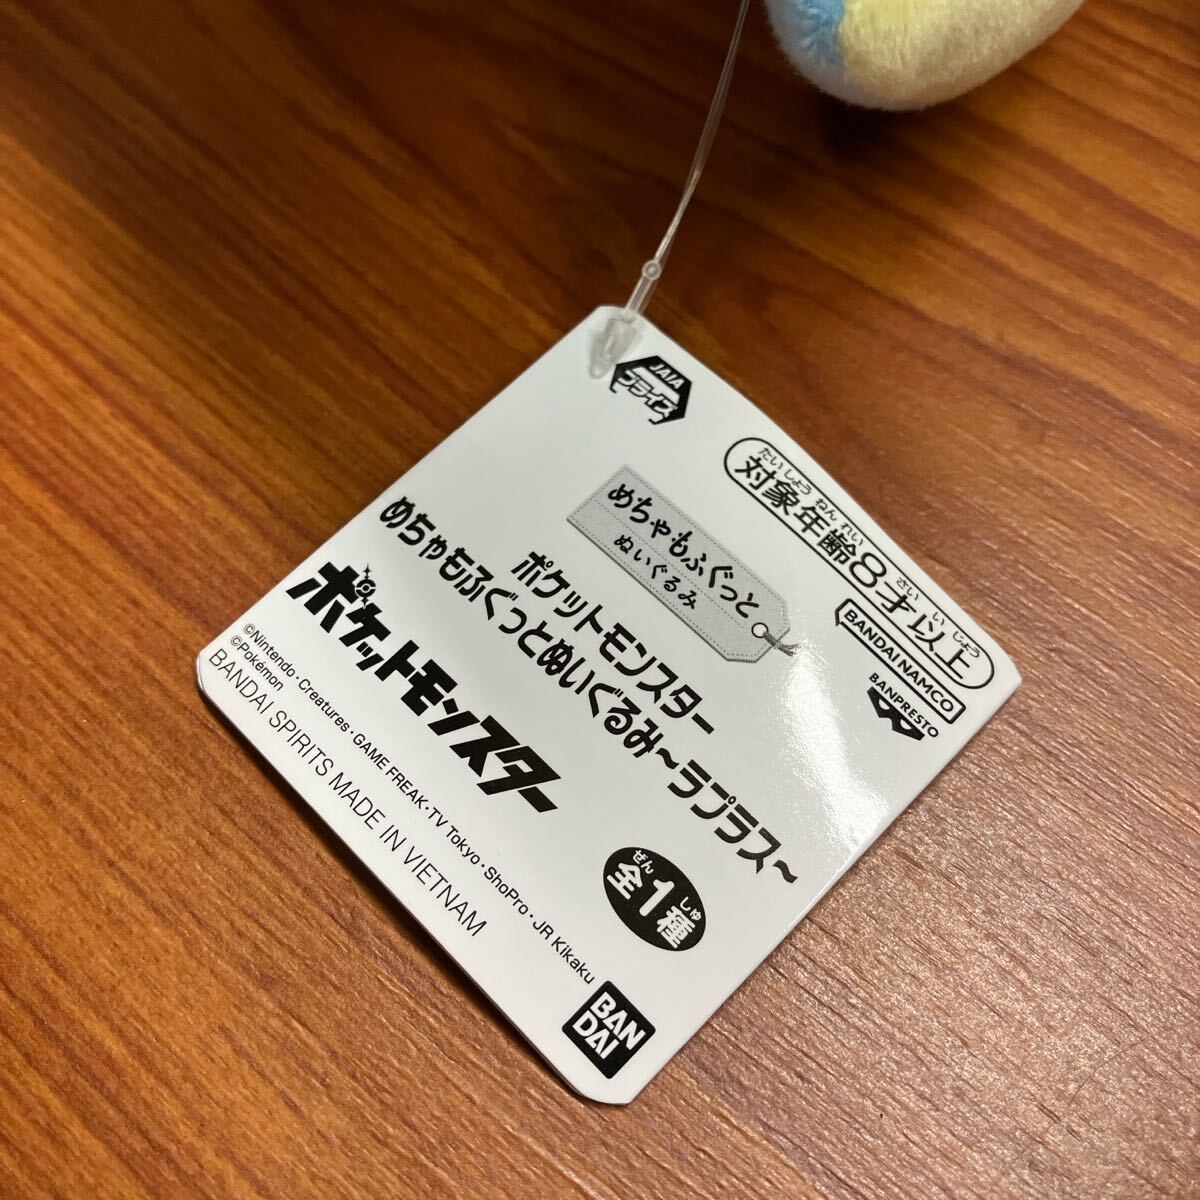 JAIA
プライズ
たいしょう ねん れい さい い じょう
対象年齢8才以上
めちゃもふぐっと
ぬいぐるみ
BANDAI NAMCO
BANPRESTO
ポケットモンスター
めちゃもふぐっとぬいぐるみ～ラプラス～
ポケットモンスター
ぜん しゅ
全1種
©Nintendo・Creatures・GAME FREAK・TV Tokyo・ShoPro・JR Kikaku
©Pokémon
BANDAI SPIRITS MADE IN VIETNAM
BAN
DAI